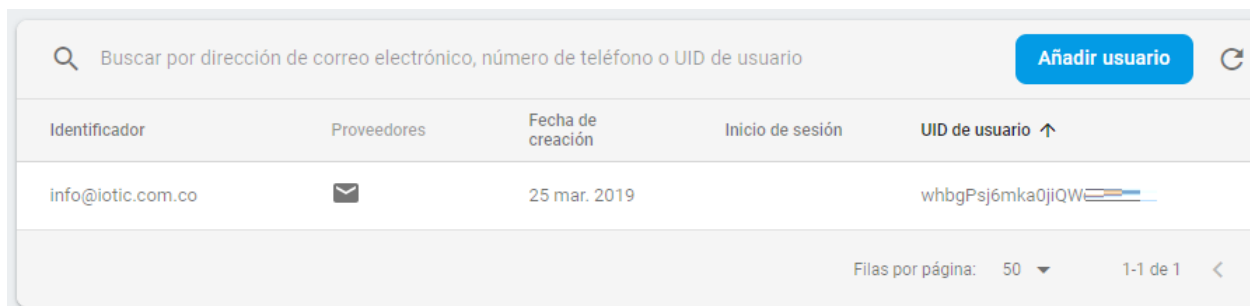 Buscar por dirección de correo electrónico, número de teléfono o UID de usuario
Añadir usuario
Identificador
Proveedores
Fecha de
creación
Inicio de sesión
UID de usuario
info@iotic.com.co
25 mar. 2019
Filas por página:
50
1-1 de 1